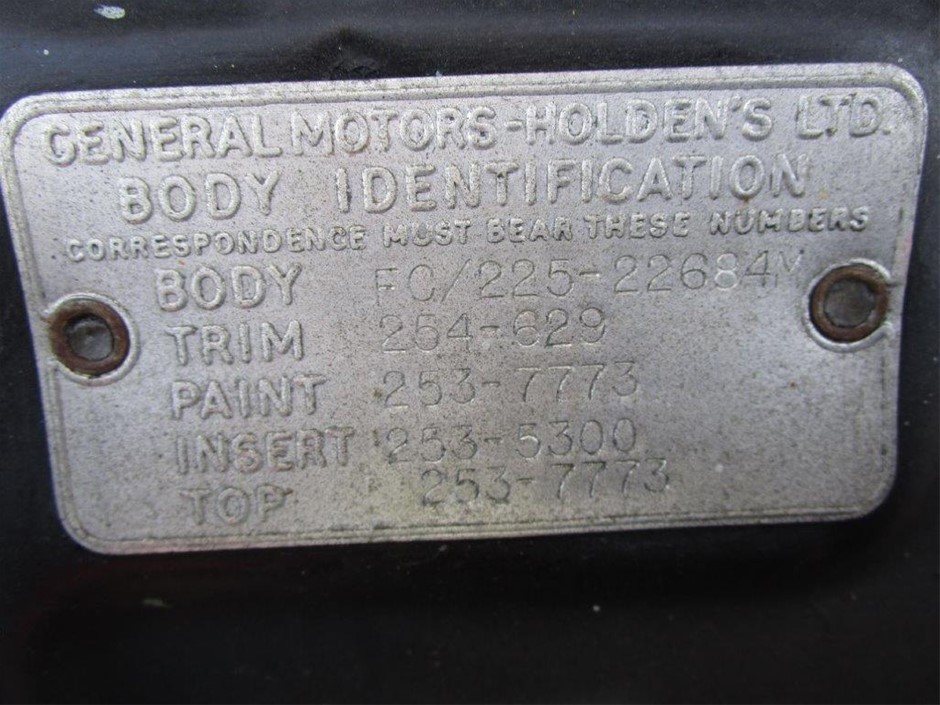 GENERAL MOTORS-HOLDEN'S LTD.
BODY IDENTIFICATION
CORRESPONDENCE MUST BEAR THESE NUMBERS
BODY FC/225-22684M
TRIM 254-629
PAINT 253-7773
INSERT 253-5300
TOP 253-7773